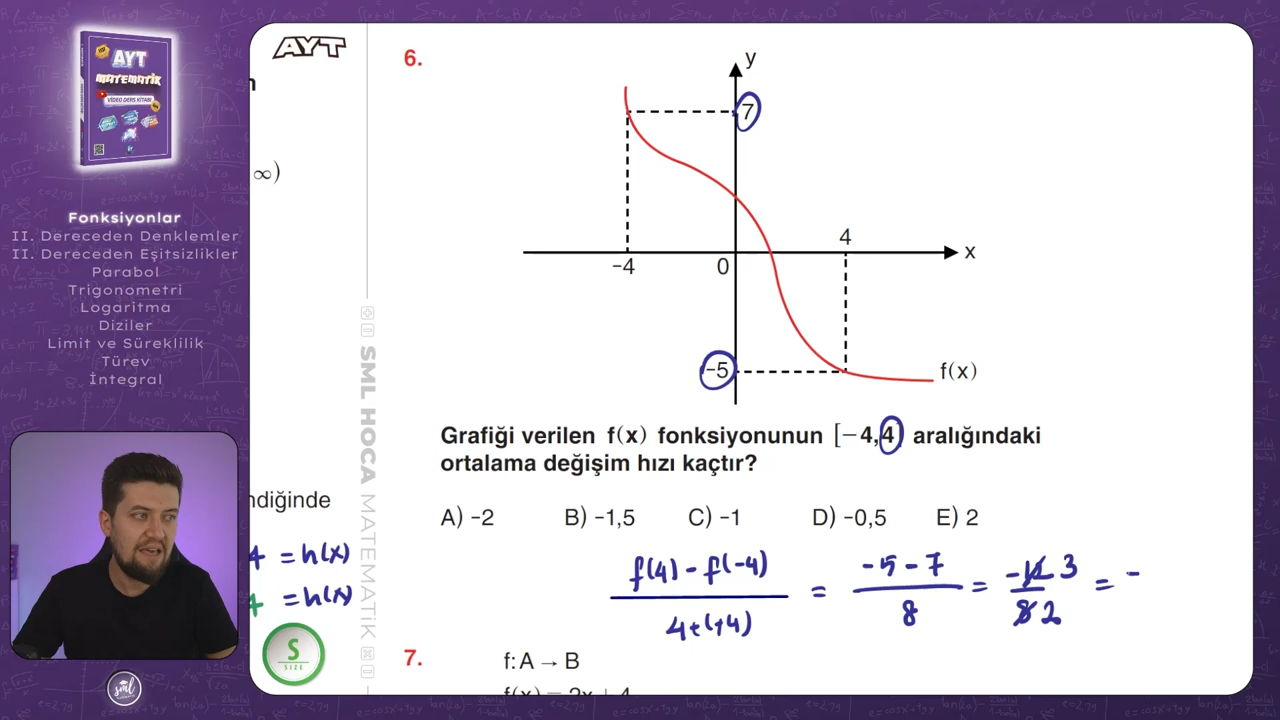 AYT
MATEMATİK
VİDEO DERS KİTABI
Fonksiyonlar
II. Dereceden Denklemler
II. Dereceden Eşitsizlikler
Parabol
Trigonometri
Logaritma
Diziler
Limit ve Süreklilik
Türev
İntegral
AYT
∞)
ndiğinde
= h(x)
= h(x)
S
SIZE
sml
SML HOCA MATEMATİK
6.
y
7
4
x
-4
0
-5
f(x)
Grafiği verilen f(x) fonksiyonunun [-4,4] aralığındaki
ortalama değişim hızı kaçtır?
A) -2 B) -1,5 C) -1 D) -0,5 E) 2
f(4) - f(-4) / 4+(+4) = -5-7 / 8 = -12 3 / 8 2 = -
7.
f: A → B
f(x) = 2x + 4